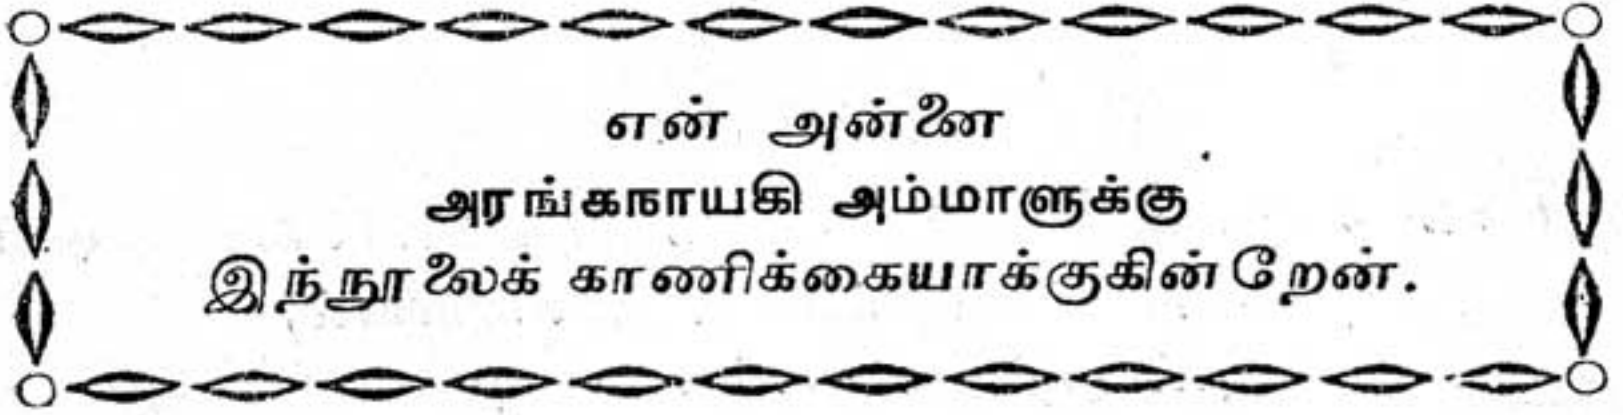 என் அன்னை
அரங்கநாயகி அம்மாளுக்கு
இந்நூலைக் காணிக்கையாக்குகின்றேன்.